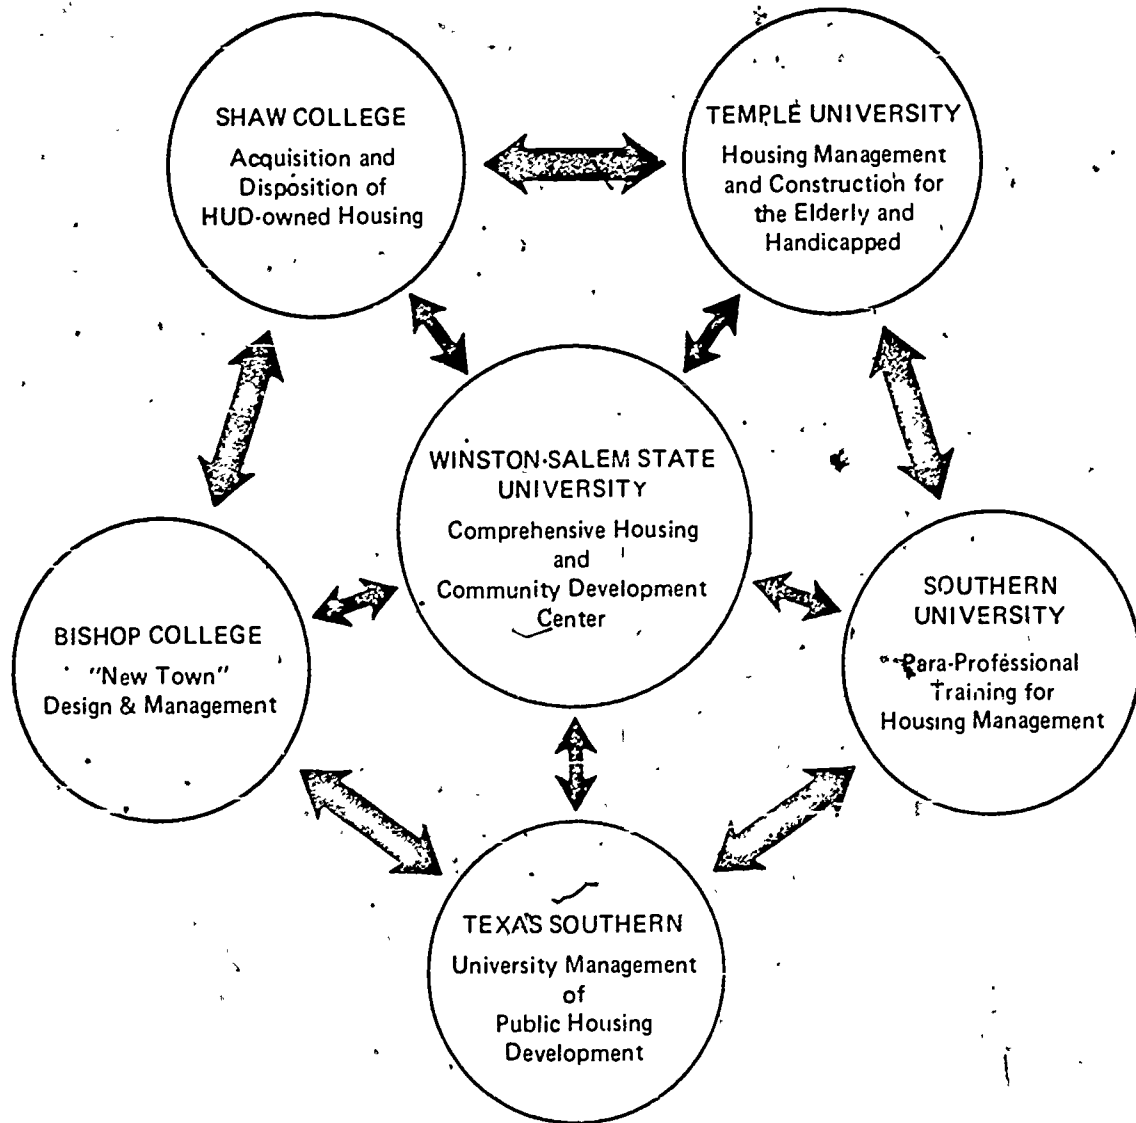 SHAW COLLEGE
Acquisition and
Disposition of
HUD-owned Housing
TEMPLE UNIVERSITY
Housing Management
and Construction for
the Elderly and
Handicapped
WINSTON-SALEM STATE
UNIVERSITY
Comprehensive Housing
and
Community Development
Center
BISHOP COLLEGE
"New Town"
Design & Management
SOUTHERN
UNIVERSITY
Para-Professional
Training for
Housing Management
TEXAS SOUTHERN
University Management
of
Public Housing
Development